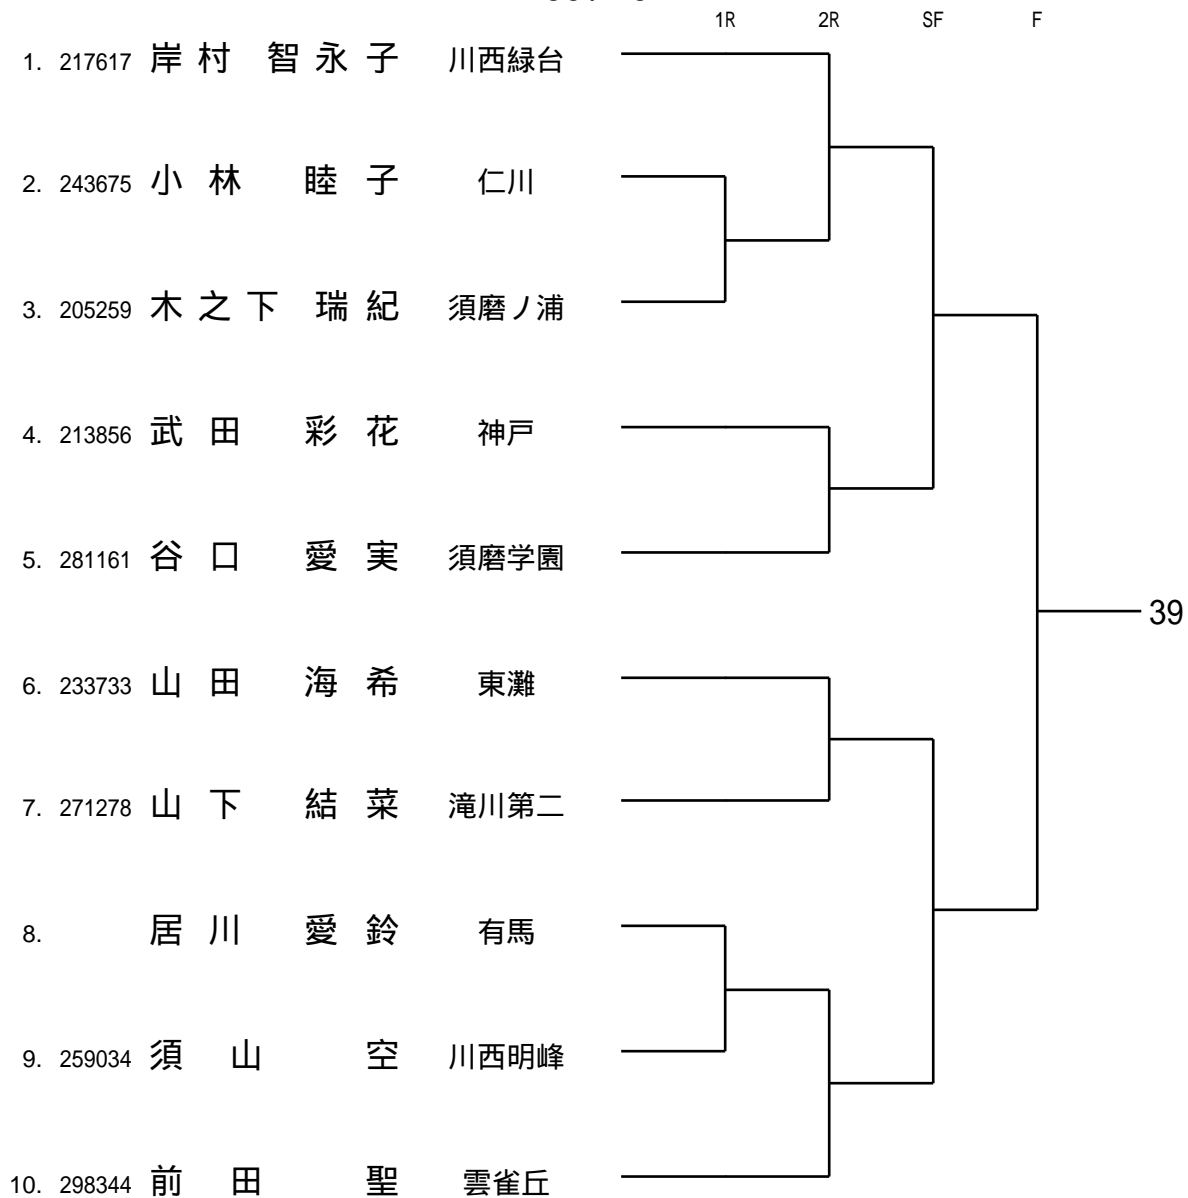 1R 2R SF F
1. 217617 岸村 智永子 川西緑台
2. 243675 小林 睦子 仁川
3. 205259 木之下 瑞紀 須磨ノ浦
4. 213856 武田 彩花 神戸
5. 281161 谷口 愛実 須磨学園
39
6. 233733 山田 海希 東灘
7. 271278 山下 結菜 滝川第二
8. 居川 愛鈴 有馬
9. 259034 須山 空 川西明峰
10. 298344 前田 聖 雲雀丘